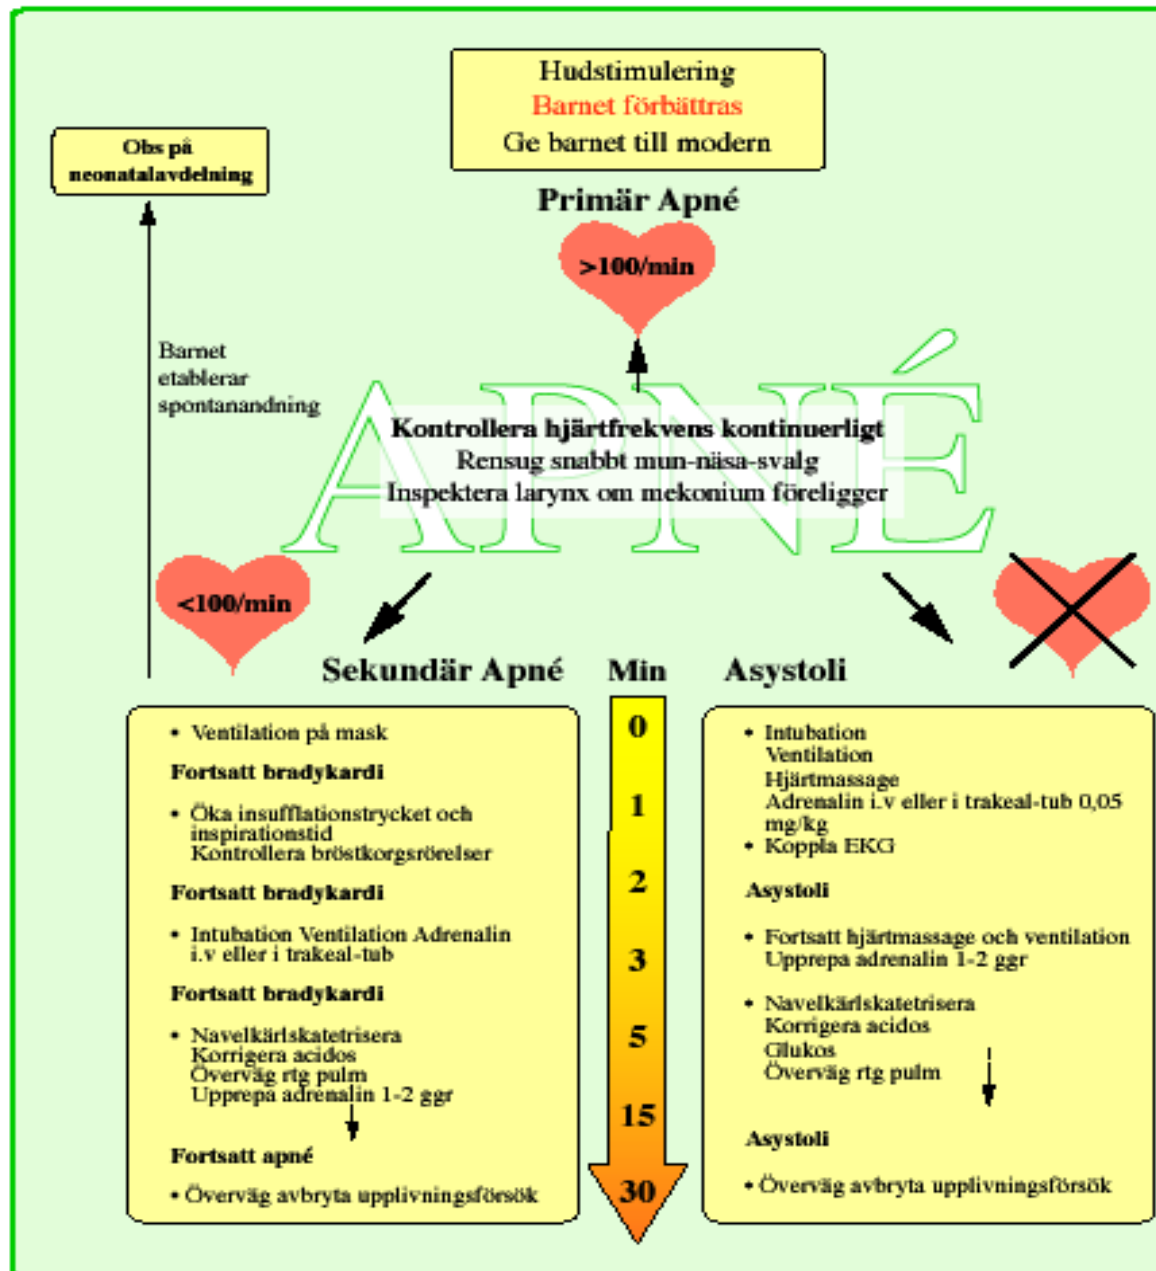 Hudstimulering
Barnet förbättras
Ge barnet till modern
Obs på
neonatalavdelning
Primär Apné
>100/min
Barnet
etablerar
spontanandning
APNÉ
Kontrollera hjärtfrekvens kontinuerligt
Rensug snabbt mun-näsa-svalg
Inspektera larynx om mekonium föreligger
<100/min
Sekundär Apné
• Ventilation på mask
Fortsatt bradykardi
• Öka insufflationstrycket och
inspirationstid
Kontrollera bröstkorgsrörelser
Fortsatt bradykardi
• Intubation Ventilation Adrenalin
i.v eller i trakeal-tub
Fortsatt bradykardi
• Navelkärlskatetrisera
Korrigera acidos
Överväg rtg pulm
Upprepa adrenalin 1-2 ggr
Fortsatt apné
• Överväg avbryta upplivningsförsök
Min
0
1
2
3
5
15
30
Asystoli
• Intubation
Ventilation
Hjärtmassage
Adrenalin i.v eller i trakeal-tub 0,05
mg/kg
• Koppla EKG
Asystoli
• Fortsatt hjärtmassage och ventilation
Upprepa adrenalin 1-2 ggr
• Navelkärlskatetrisera
Korrigera acidos
Glukos
Överväg rtg pulm
Asystoli
• Överväg avbryta upplivningsförsök